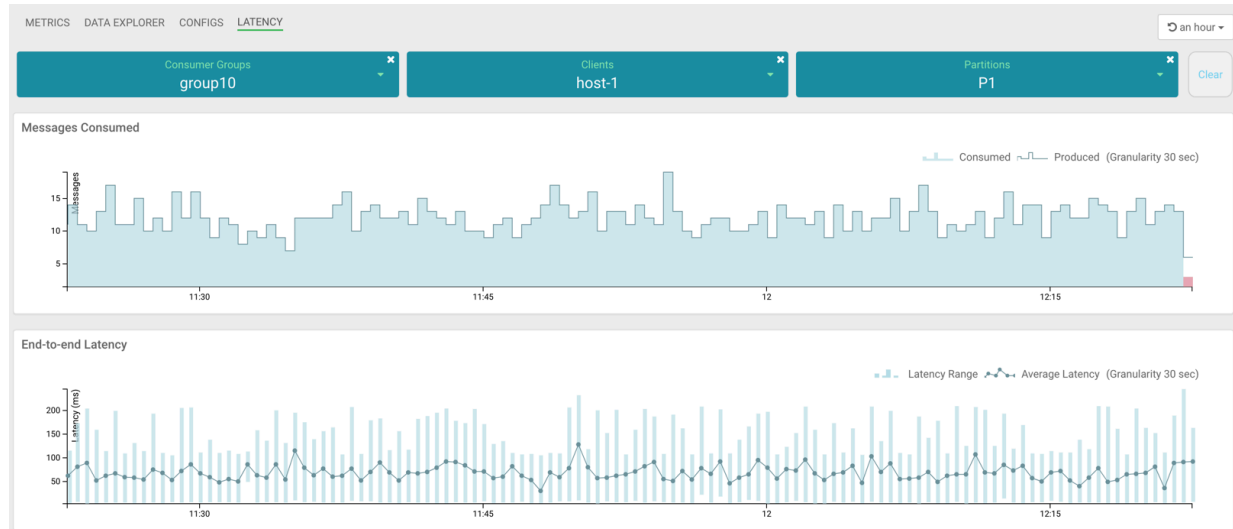 METRICS DATA EXPLORER CONFIGS LATENCY
an hour
Consumer Groups
group10
Clients
host-1
Partitions
P1
Clear
Messages Consumed
Consumed Produced (Granularity 30 sec)
Messages
15
10
5
11:30 11:45 12 12:15
End-to-end Latency
Latency Range Average Latency (Granularity 30 sec)
Latency (ms)
200
150
100
50
11:30 11:45 12 12:15